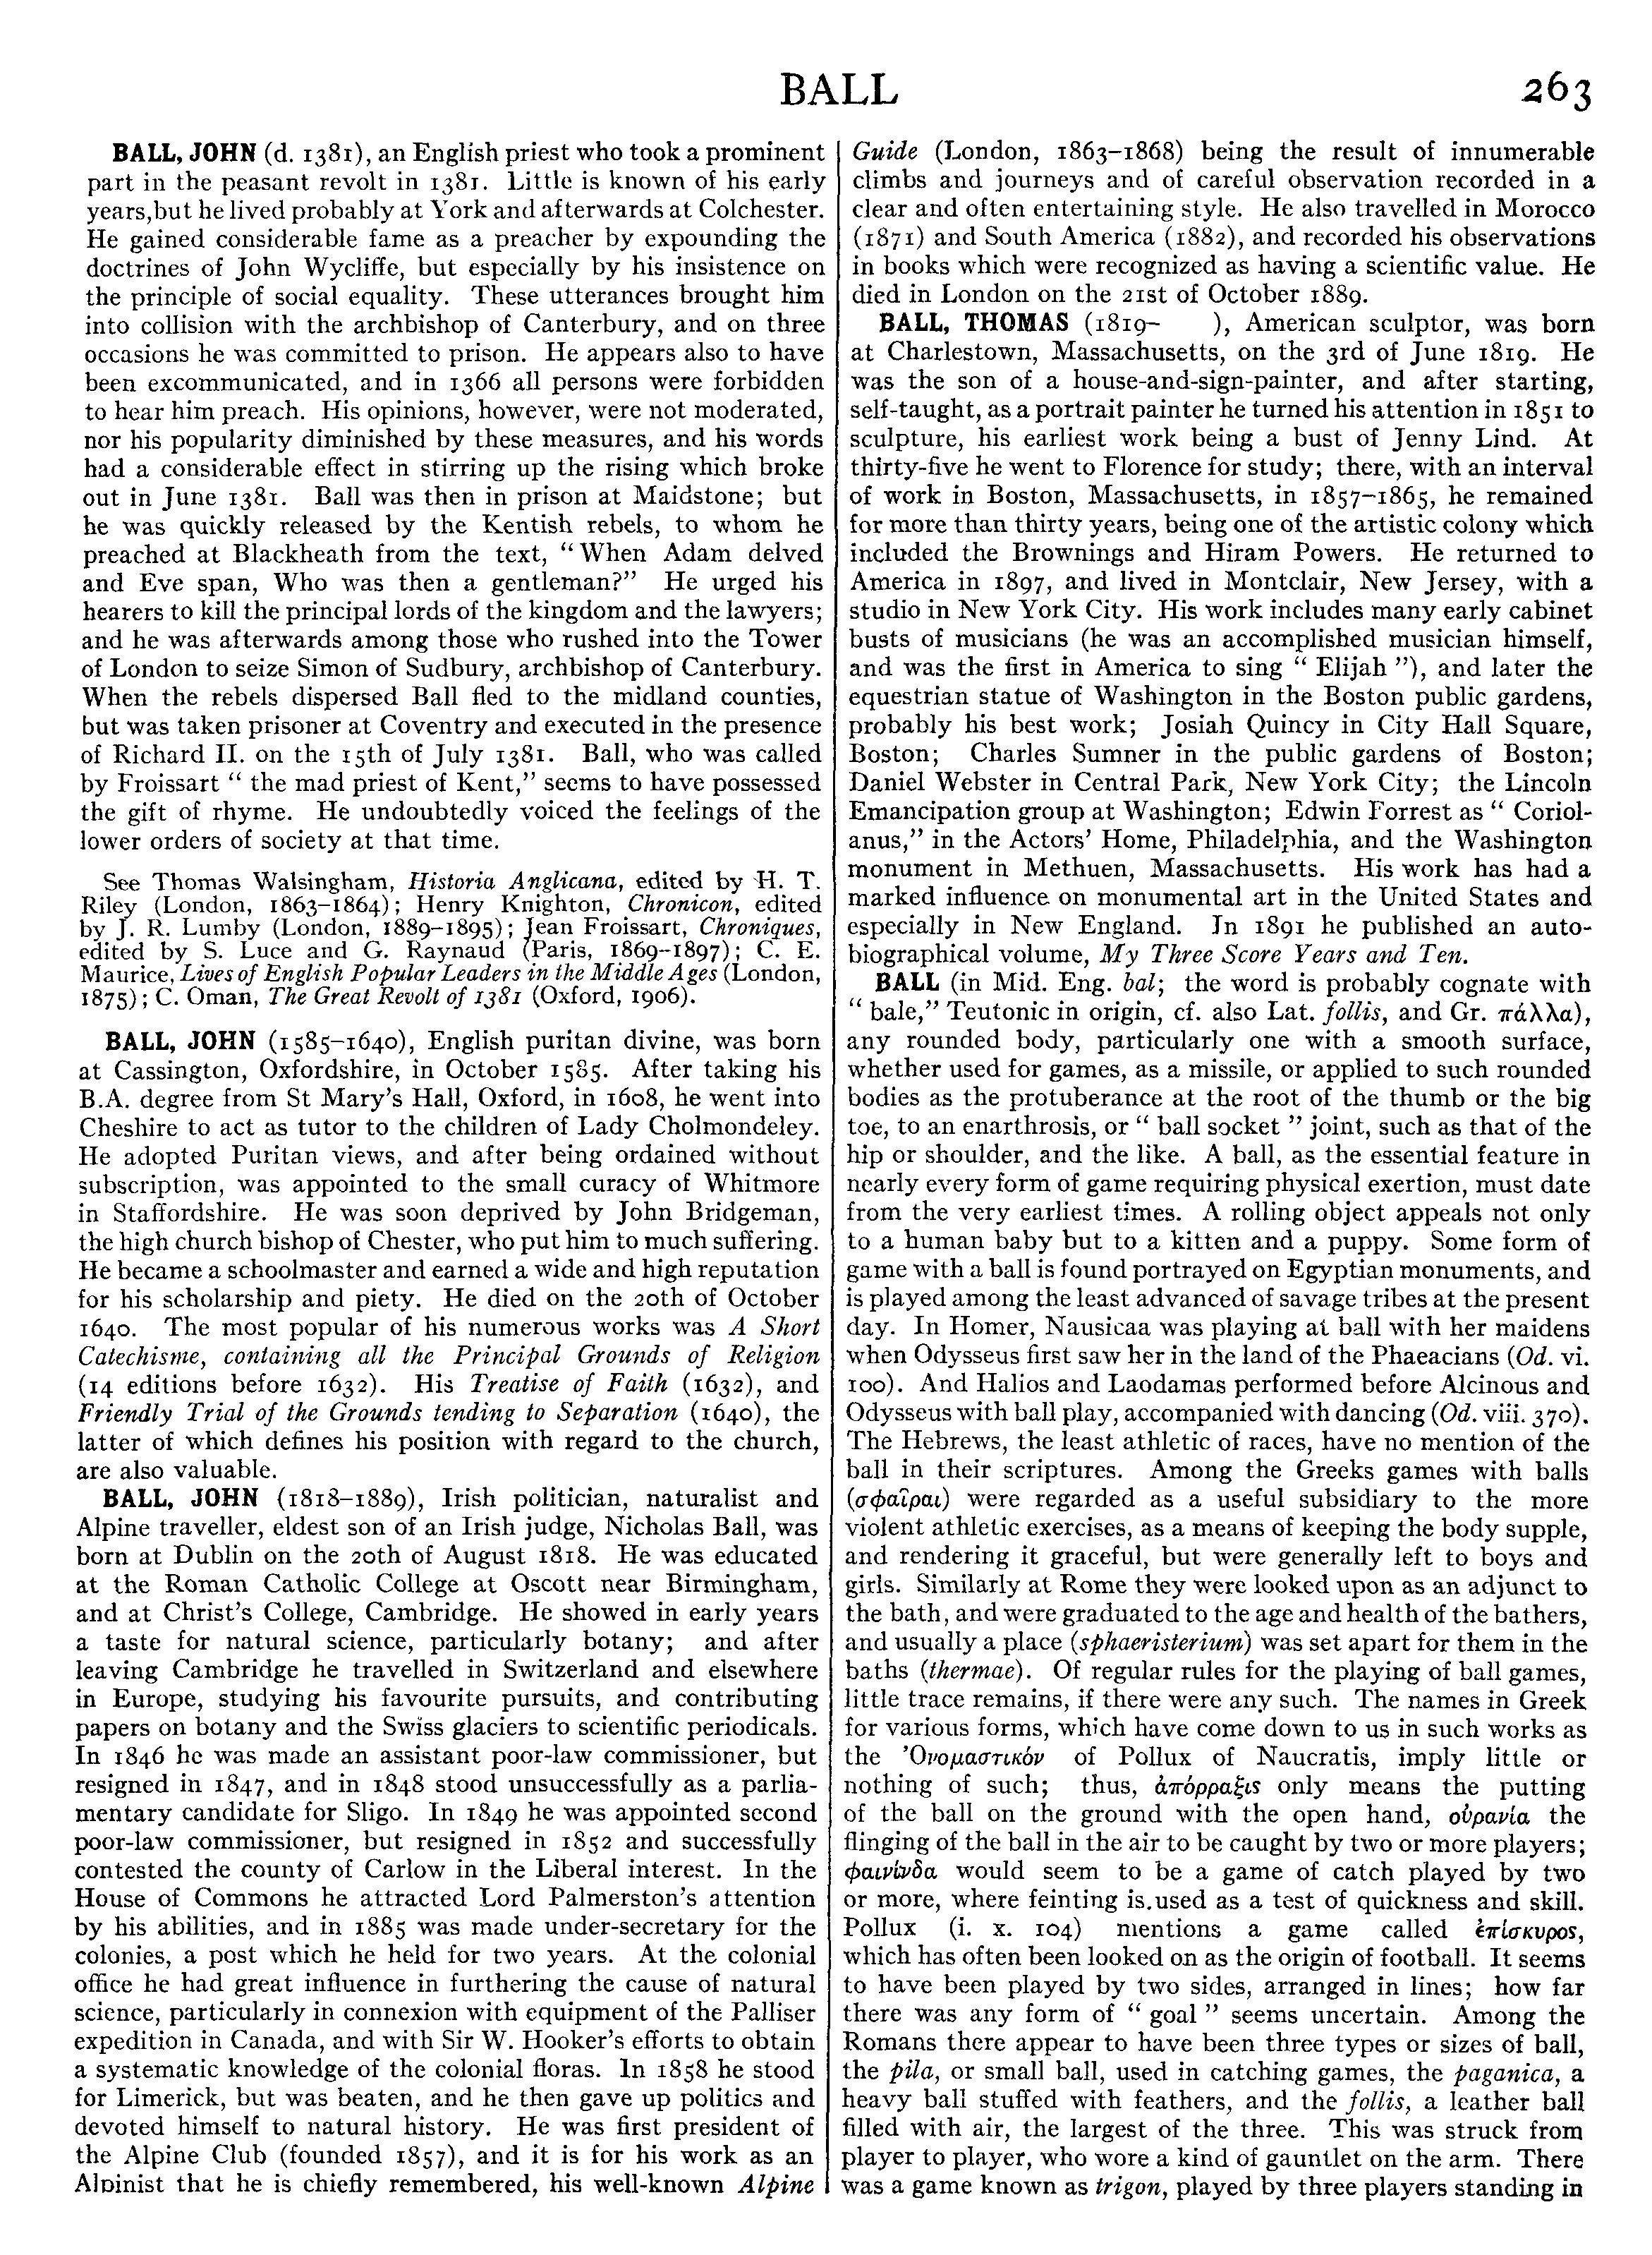 BALL
263
BALL, JOHN (d. 1381), an English priest who took a prominent
part in the peasant revolt in 1381. Little is known of his early
years, but he lived probably at York and afterwards at Colchester.
He gained considerable fame as a preacher by expounding the
doctrines of John Wycliffe, but especially by his insistence on
the principle of social equality. These utterances brought him
into collision with the archbishop of Canterbury, and on three
occasions he was committed to prison. He appears also to have
been excommunicated, and in 1366 all persons were forbidden
to hear him preach. His opinions, however, were not moderated,
nor his popularity diminished by these measures, and his words
had a considerable effect in stirring up the rising which broke
out in June 1381. Ball was then in prison at Maidstone; but
he was quickly released by the Kentish rebels, to whom he
preached at Blackheath from the text, “When Adam delved
and Eve span, Who was then a gentleman?” He urged his
hearers to kill the principal lords of the kingdom and the lawyers;
and he was afterwards among those who rushed into the Tower
of London to seize Simon of Sudbury, archbishop of Canterbury.
When the rebels dispersed Ball fled to the midland counties,
but was taken prisoner at Coventry and executed in the presence
of Richard II. on the 15th of July 1381. Ball, who was called
by Froissart “ the mad priest of Kent,” seems to have possessed
the gift of rhyme. He undoubtedly voiced the feelings of the
lower orders of society at that time.
See Thomas Walsingham, Historia Anglicana, edited by H. T.
Riley (London, 1863–1864); Henry Knighton, Chronicon, edited
by J. R. Lumby (London, 1889–1895); Jean Froissart, Chroniques,
edited by S. Luce and G. Raynaud (Paris, 1869–1897); C. E.
Maurice, Lives of English Popular Leaders in the Middle Ages (London,
1875); C. Oman, The Great Revolt of 1381 (Oxford, 1906).
BALL, JOHN (1585–1640), English puritan divine, was born
at Cassington, Oxfordshire, in October 1585. After taking his
B.A. degree from St Mary’s Hall, Oxford, in 1608, he went into
Cheshire to act as tutor to the children of Lady Cholmondeley.
He adopted Puritan views, and after being ordained without
subscription, was appointed to the small curacy of Whitmore
in Staffordshire. He was soon deprived by John Bridgeman,
the high church bishop of Chester, who put him to much suffering.
He became a schoolmaster and earned a wide and high reputation
for his scholarship and piety. He died on the 20th of October
1640. The most popular of his numerous works was A Short
Catechisme, containing all the Principal Grounds of Religion
(14 editions before 1632). His Treatise of Faith (1632), and
Friendly Trial of the Grounds tending to Separation (1640), the
latter of which defines his position with regard to the church,
are also valuable.
BALL, JOHN (1818–1889), Irish politician, naturalist and
Alpine traveller, eldest son of an Irish judge, Nicholas Ball, was
born at Dublin on the 20th of August 1818. He was educated
at the Roman Catholic College at Oscott near Birmingham,
and at Christ’s College, Cambridge. He showed in early years
a taste for natural science, particularly botany; and after
leaving Cambridge he travelled in Switzerland and elsewhere
in Europe, studying his favourite pursuits, and contributing
papers on botany and the Swiss glaciers to scientific periodicals.
In 1846 he was made an assistant poor-law commissioner, but
resigned in 1847, and in 1848 stood unsuccessfully as a parlia-
mentary candidate for Sligo. In 1849 he was appointed second
poor-law commissioner, but resigned in 1852 and successfully
contested the county of Carlow in the Liberal interest. In the
House of Commons he attracted Lord Palmerston’s attention
by his abilities, and in 1885 was made under-secretary for the
colonies, a post which he held for two years. At the colonial
office he had great influence in furthering the cause of natural
science, particularly in connexion with equipment of the Palliser
expedition in Canada, and with Sir W. Hooker’s efforts to obtain
a systematic knowledge of the colonial floras. In 1858 he stood
for Limerick, but was beaten, and he then gave up politics and
devoted himself to natural history. He was first president of
the Alpine Club (founded 1857), and it is for his work as an
Alpinist that he is chiefly remembered, his well-known Alpine
Guide (London, 1863–1868) being the result of innumerable
climbs and journeys and of careful observation recorded in a
clear and often entertaining style. He also travelled in Morocco
(1871) and South America (1882), and recorded his observations
in books which were recognized as having a scientific value. He
died in London on the 21st of October 1889.
BALL, THOMAS (1819– ), American sculptor, was born
at Charlestown, Massachusetts, on the 3rd of June 1819. He
was the son of a house-and-sign-painter, and after starting,
self-taught, as a portrait painter he turned his attention in 1851 to
sculpture, his earliest work being a bust of Jenny Lind. At
thirty-five he went to Florence for study; there, with an interval
of work in Boston, Massachusetts, in 1857–1865, he remained
for more than thirty years, being one of the artistic colony which
included the Brownings and Hiram Powers. He returned to
America in 1897, and lived in Montclair, New Jersey, with a
studio in New York City. His work includes many early cabinet
busts of musicians (he was an accomplished musician himself,
and was the first in America to sing “ Elijah ”), and later the
equestrian statue of Washington in the Boston public gardens,
probably his best work; Josiah Quincy in City Hall Square,
Boston; Charles Sumner in the public gardens of Boston;
Daniel Webster in Central Park, New York City; the Lincoln
Emancipation group at Washington; Edwin Forrest as “ Coriol-
anus,” in the Actors’ Home, Philadelphia, and the Washington
monument in Methuen, Massachusetts. His work has had a
marked influence on monumental art in the United States and
especially in New England. In 1891 he published an auto-
biographical volume, My Three Score Years and Ten.
BALL (in Mid. Eng. bal; the word is probably cognate with
“ bale,” Teutonic in origin, cf. also Lat. follis, and Gr. πάλλα),
any rounded body, particularly one with a smooth surface,
whether used for games, as a missile, or applied to such rounded
bodies as the protuberance at the root of the thumb or the big
toe, to an enarthrosis, or “ ball socket ” joint, such as that of the
hip or shoulder, and the like. A ball, as the essential feature in
nearly every form of game requiring physical exertion, must date
from the very earliest times. A rolling object appeals not only
to a human baby but to a kitten and a puppy. Some form of
game with a ball is found portrayed on Egyptian monuments, and
is played among the least advanced of savage tribes at the present
day. In Homer, Nausicaa was playing at ball with her maidens
when Odysseus first saw her in the land of the Phaeacians (Od. vi.
100). And Halios and Laodamas performed before Alcinous and
Odysseus with ball play, accompanied with dancing (Od. viii. 370).
The Hebrews, the least athletic of races, have no mention of the
ball in their scriptures. Among the Greeks games with balls
(σφαῖραι) were regarded as a useful subsidiary to the more
violent athletic exercises, as a means of keeping the body supple,
and rendering it graceful, but were generally left to boys and
girls. Similarly at Rome they were looked upon as an adjunct to
the bath, and were graduated to the age and health of the bathers,
and usually a place (sphaeristerium) was set apart for them in the
baths (thermae). Of regular rules for the playing of ball games,
little trace remains, if there were any such. The names in Greek
for various forms, which have come down to us in such works as
the Ὀνομαστικόν of Pollux of Naucratis, imply little or
nothing of such; thus, ἀπόρραξις only means the putting
of the ball on the ground with the open hand, οὐρανία the
flinging of the ball in the air to be caught by two or more players;
φαινίνδα would seem to be a game of catch played by two
or more, where feinting is used as a test of quickness and skill.
Pollux (i. x. 104) mentions a game called ἐπίσκυρος,
which has often been looked on as the origin of football. It seems
to have been played by two sides, arranged in lines; how far
there was any form of “ goal ” seems uncertain. Among the
Romans there appear to have been three types or sizes of ball,
the pila, or small ball, used in catching games, the paganica, a
heavy ball stuffed with feathers, and the follis, a leather ball
filled with air, the largest of the three. This was struck from
player to player, who wore a kind of gauntlet on the arm. There
was a game known as trigon, played by three players standing in